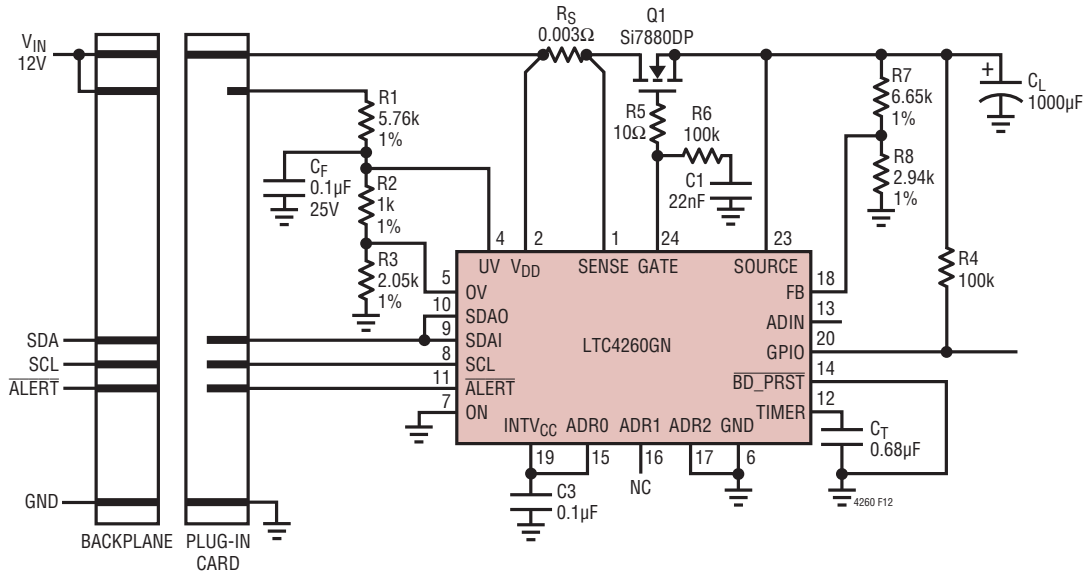 RS
0.003Ω
Q1
Si7880DP
VIN
12V
R1
5.76k
1%
R5
10Ω
R6
100k
R7
6.65k
1%
+
CL
1000µF
CF
0.1µF
25V
R2
1k
1%
C1
22nF
R8
2.94k
1%
R3
2.05k
1%
4
2
1
24
23
UV
VDD
SENSE
GATE
SOURCE
5
OV
18
FB
R4
100k
10
SDAO
13
ADIN
SDA
9
SDAI
LTC4260GN
20
GPIO
SCL
8
SCL
ALERT
11
ALERT
14
BD_PRST
7
ON
12
TIMER
INTVCC
ADR0
ADR1
ADR2
GND
CT
0.68µF
19
15
16
17
6
NC
C3
0.1µF
4260 F12
GND
BACKPLANE
PLUG-IN
CARD